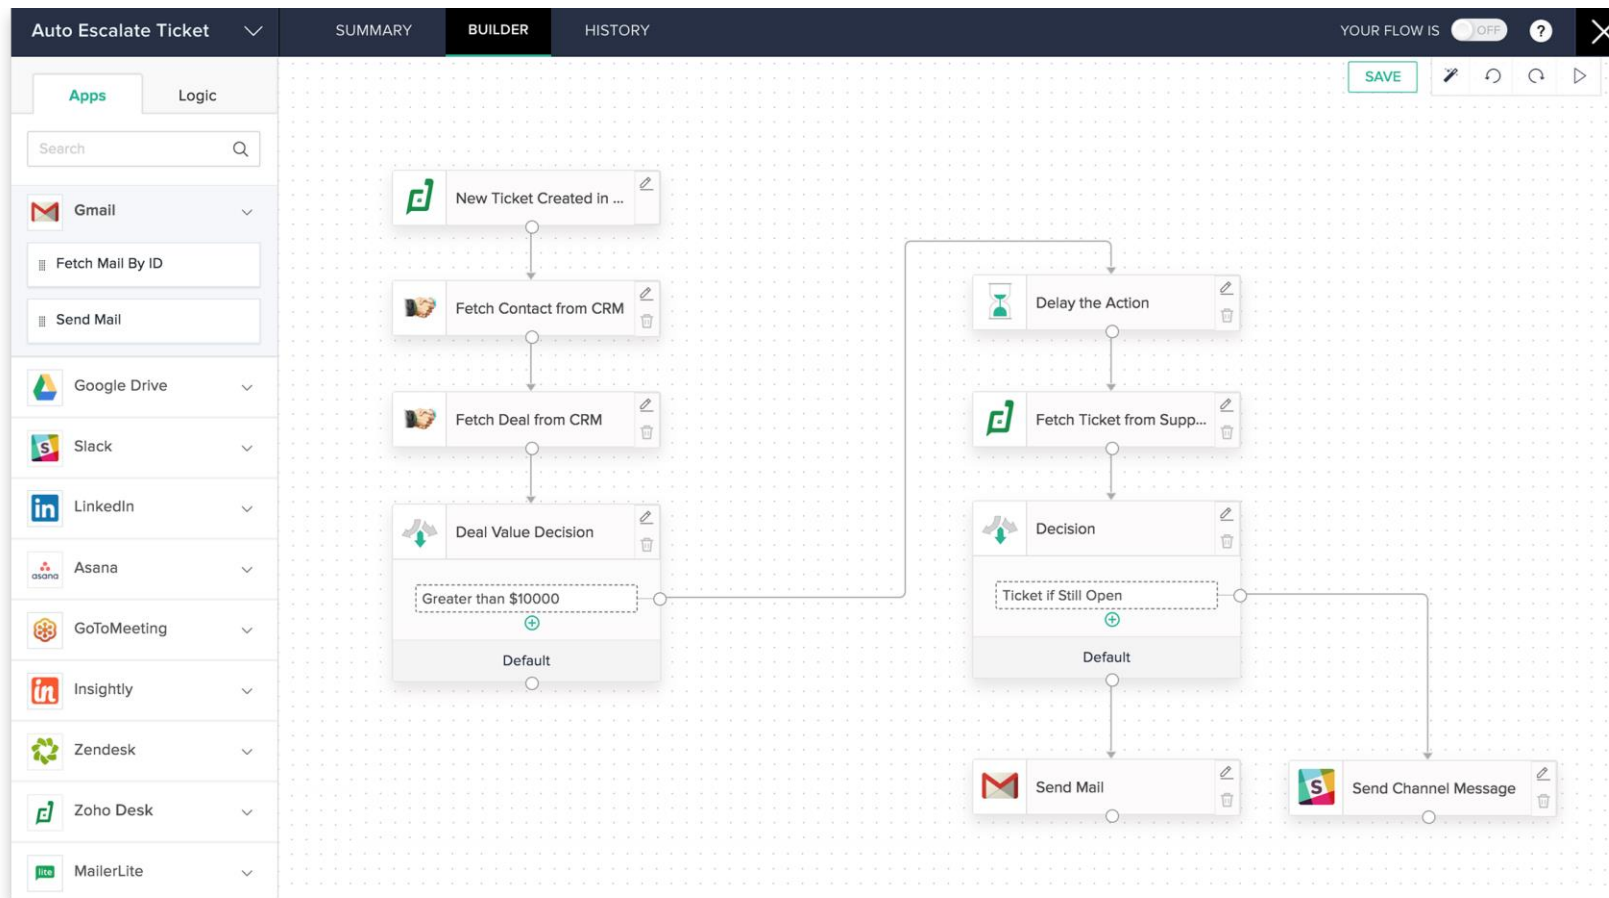 Auto Escalate Ticket
SUMMARY
BUILDER
HISTORY
YOUR FLOW IS
OFF
?
Apps
Logic
SAVE
Search
Gmail
Fetch Mail By ID
Send Mail
Google Drive
Slack
LinkedIn
asana
Asana
GoToMeeting
Insightly
Zendesk
Zoho Desk
lite
MailerLite
New Ticket Created in ...
Fetch Contact from CRM
Fetch Deal from CRM
Deal Value Decision
Greater than $10000
Default
Delay the Action
Fetch Ticket from Supp...
Decision
Ticket if Still Open
Default
Send Mail
Send Channel Message